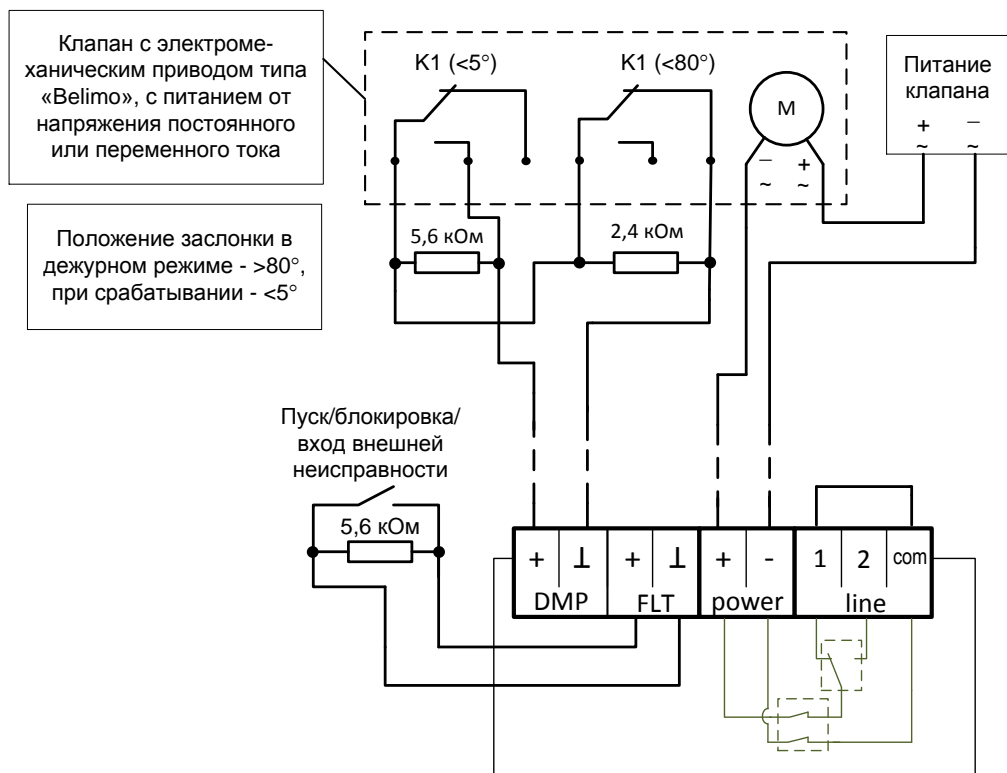 Клапан с электроме-
ханическим приводом типа
«Belimo», с питанием от
напряжения постоянного
или переменного тока
K1 (<5°)
K1 (<80°)
M
− +
~ ~
Питание
клапана
+ −
~ ~
Положение заслонки в
дежурном режиме - >80°,
при срабатывании - <5°
5,6 кОм
2,4 кОм
Пуск/блокировка/
вход внешней
неисправности
5,6 кОм
+ ⊥ + ⊥ + - 1 2 com
DMP FLT power line